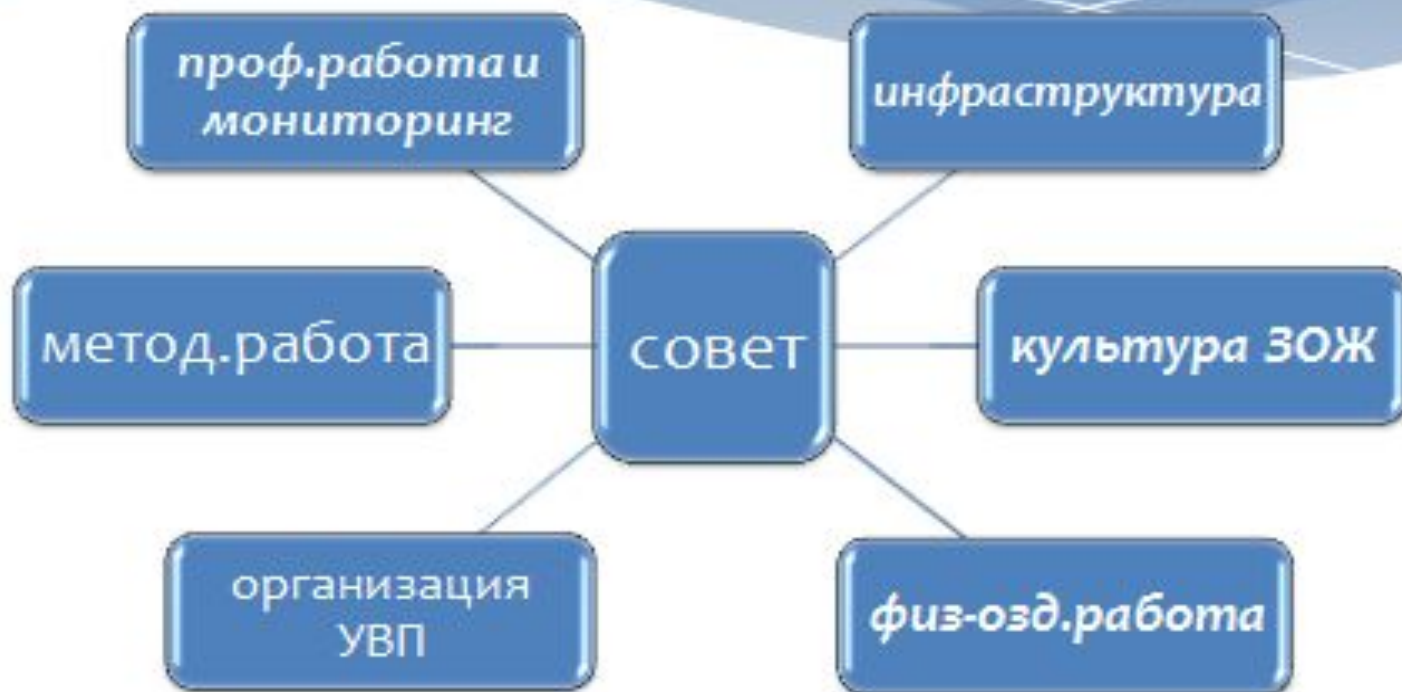 проф.работа и
мониторинг
инфраструктура
метод.работа
совет
культура ЗОЖ
организация
УВП
физ-озд.работа